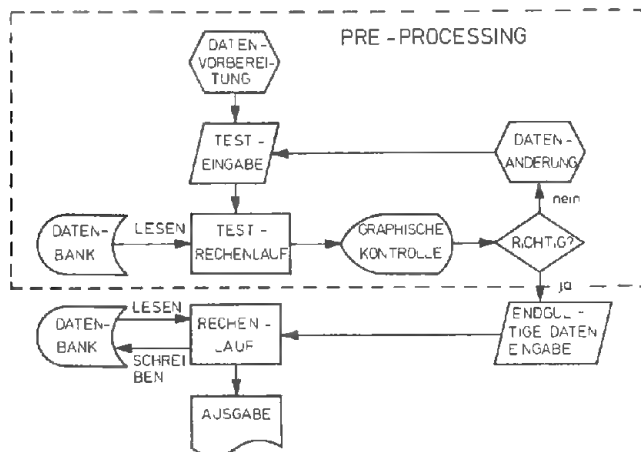 PRE-PROCESSING
DATEN-
VORBEREI-
TUNG
TEST-
EINGABE
DATEN-
ÄNDERUNG
nein
DATEN-
BANK
LESEN
TEST-
RECHENLAUF
GRAPHISCHE
KONTROLLE
RICHTIG?
ja
DATEN-
BANK
LESEN
SCHREI
BEN
RECHEN-
LAUF
ENDGÜL-
TIGE DATEN
EINGABE
AUSGABE